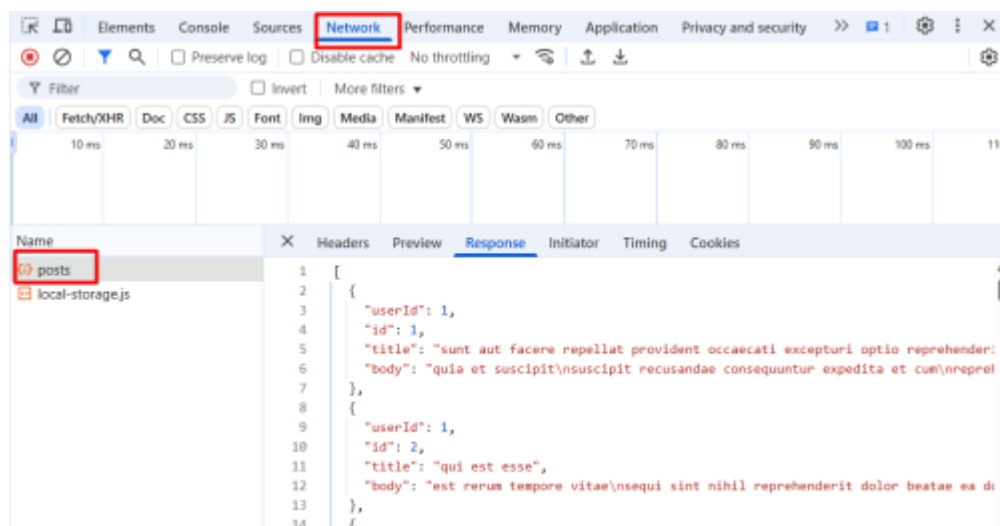 Elements Console Sources Network Performance Memory Application Privacy and security >> 1
Preserve log Disable cache No throttling
Filter Invert More filters
All Fetch/XHR Doc CSS JS Font Img Media Manifest WS Wasm Other
10 ms 20 ms 30 ms 40 ms 50 ms 60 ms 70 ms 80 ms 90 ms 100 ms 11
Name Headers Preview Response Initiator Timing Cookies
posts
local-storage.js
1 [
2 {
3 "userId": 1,
4 "id": 1,
5 "title": "sunt aut facere repellat provident occaecati excepturi optio reprehender
6 "body": "quia et suscipit\nsuscipit recusandae consequuntur expedita et cum\nrepreh
7 },
8 {
9 "userId": 1,
10 "id": 2,
11 "title": "qui est esse",
12 "body": "est rerum tempore vitae\nsequi sint nihil reprehenderit dolor beatae ea do
13 },
14 {